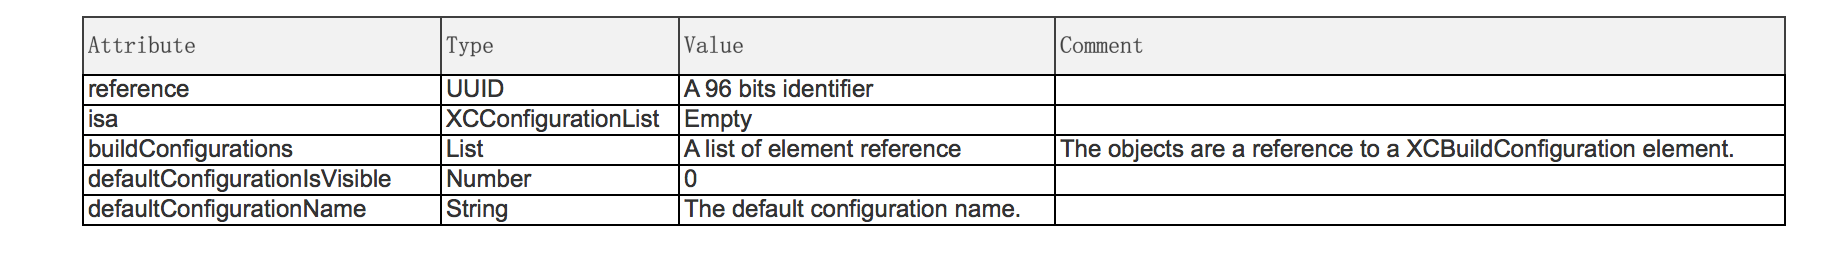 Attribute Type Value Comment
reference UUID A 96 bits identifier
isa XCConfigurationList Empty
buildConfigurations List A list of element reference The objects are a reference to a XCBuildConfiguration element.
defaultConfigurationIsVisible Number 0
defaultConfigurationName String The default configuration name.